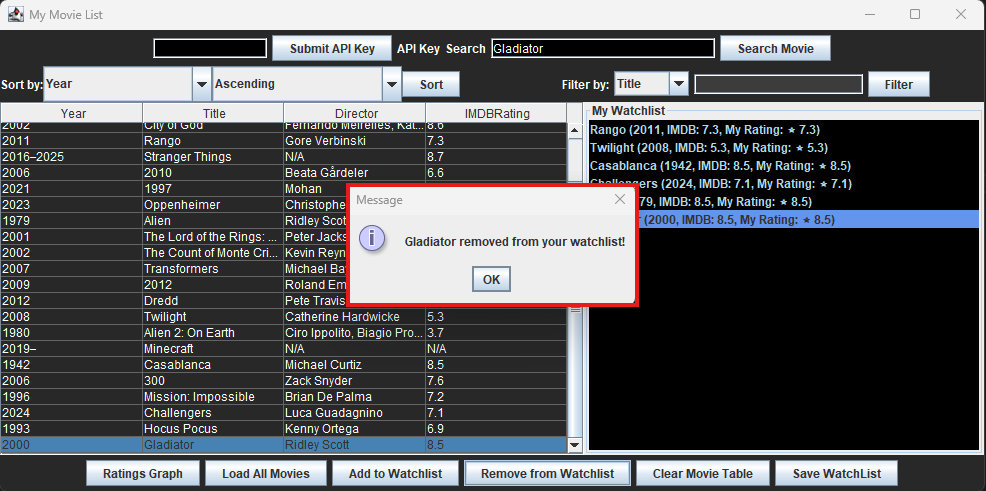 My Movie List
Submit API Key API Key Search Gladiator Search Movie
Sort by: Year Ascending Sort Filter by: Title Filter
Year Title Director IMDBRating
2002 City of God Fernando Meirelles, Kát... 8.6
2011 Rango Gore Verbinski 7.3
2016–2025 Stranger Things N/A 8.7
2006 2010 Beata Gårdeler 6.6
2021 1997 Mohan
2023 Oppenheimer Christophe
1979 Alien Ridley Scott
2001 The Lord of the Rings: ... Peter Jacks
2002 The Count of Monte Cri... Kevin Reyn
2007 Transformers Michael Bay
2009 2012 Roland Em
2012 Dredd Pete Travis
2008 Twilight Catherine Hardwicke 5.3
1980 Alien 2: On Earth Ciro Ippolito, Biagio Pro... 3.7
2019– Minecraft N/A N/A
1942 Casablanca Michael Curtiz 8.5
2006 300 Zack Snyder 7.6
1996 Mission: Impossible Brian De Palma 7.2
2024 Challengers Luca Guadagnino 7.1
1993 Hocus Pocus Kenny Ortega 6.9
2000 Gladiator Ridley Scott 8.5
My Watchlist
Rango (2011, IMDB: 7.3, My Rating: ★ 7.3)
Twilight (2008, IMDB: 5.3, My Rating: ★ 5.3)
Casablanca (1942, IMDB: 8.5, My Rating: ★ 8.5)
Challengers (2024, IMDB: 7.1, My Rating: ★ 7.1)
79, IMDB: 8.5, My Rating: ★ 8.5)
(2000, IMDB: 8.5, My Rating: ★ 8.5)
Message
Gladiator removed from your watchlist!
OK
Ratings Graph Load All Movies Add to Watchlist Remove from Watchlist Clear Movie Table Save WatchList